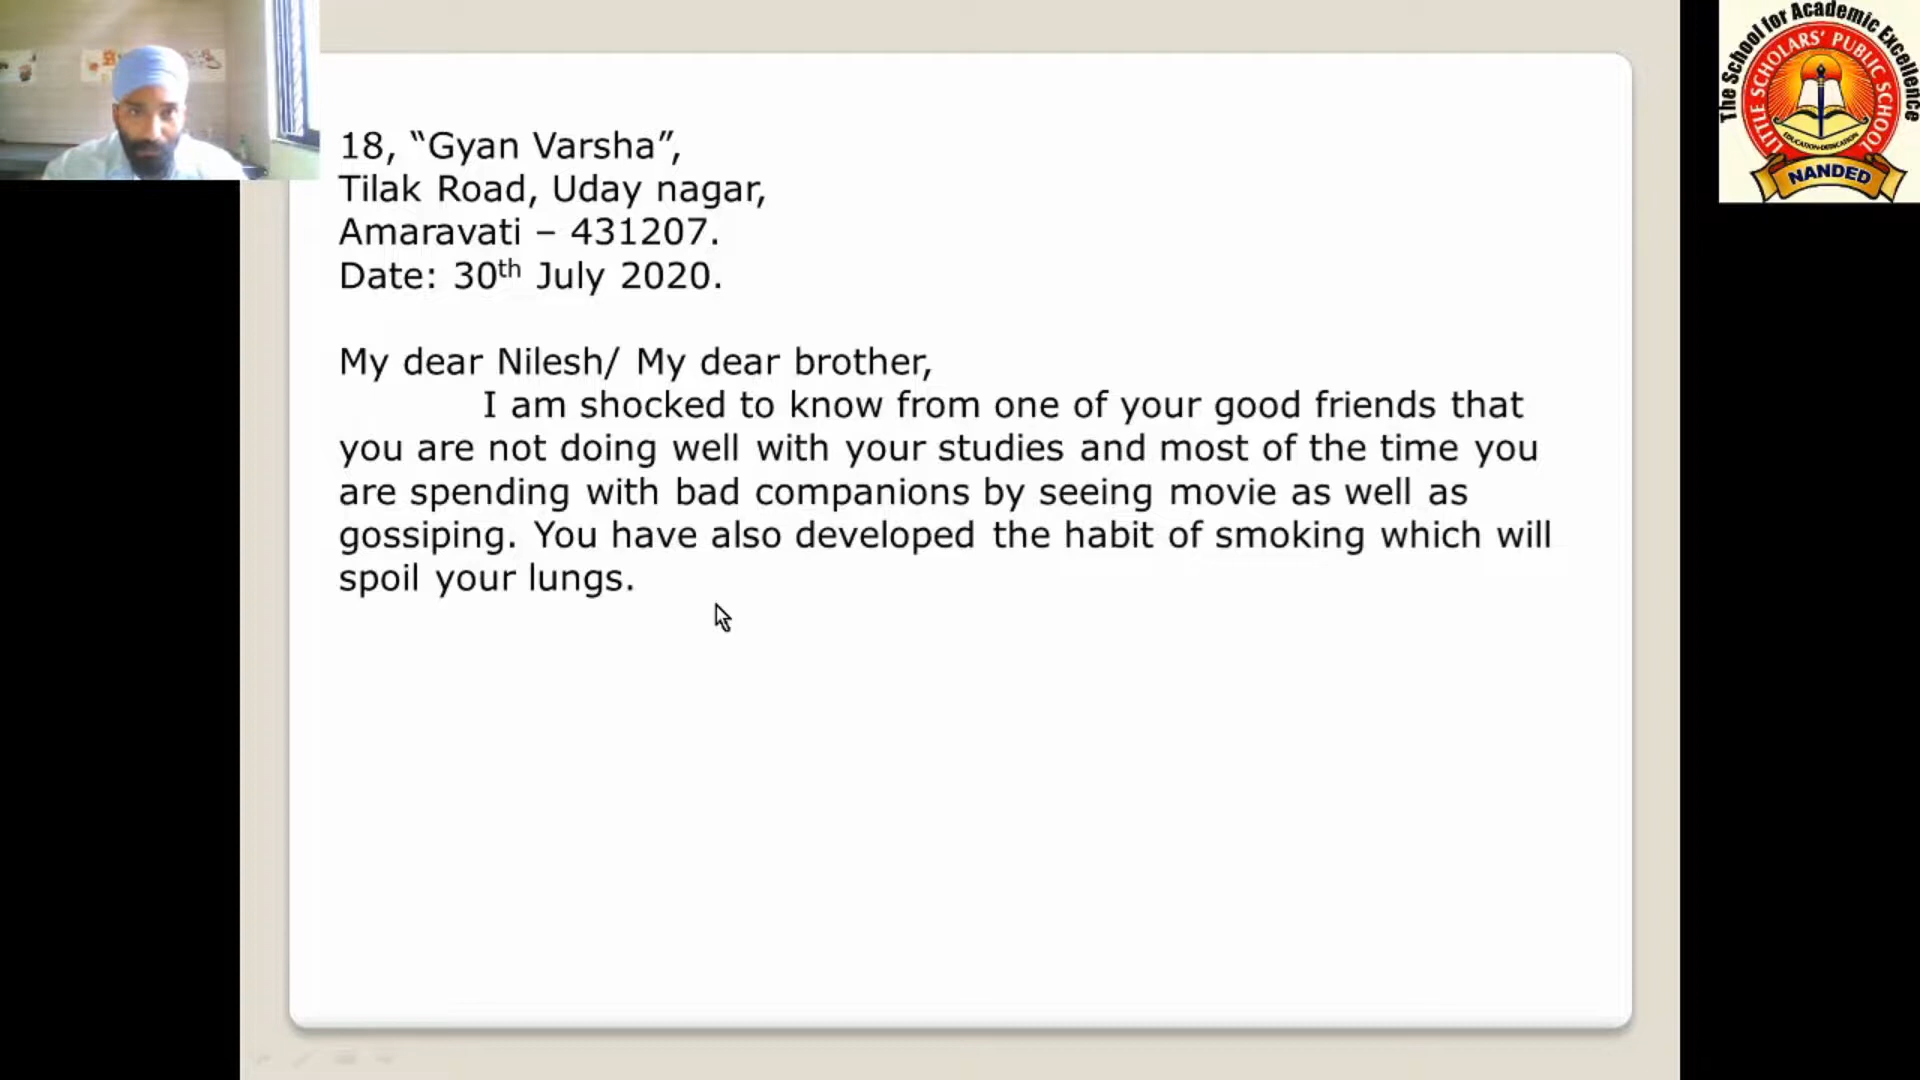 The School for Academic Excellence
LITTLE SCHOLARS' PUBLIC SCHOOL
EDUCATION-DEDICATION
NANDED
18, “Gyan Varsha”,
Tilak Road, Uday nagar,
Amaravati – 431207.
Date: 30th July 2020.
My dear Nilesh/ My dear brother,
I am shocked to know from one of your good friends that
you are not doing well with your studies and most of the time you
are spending with bad companions by seeing movie as well as
gossiping. You have also developed the habit of smoking which will
spoil your lungs.